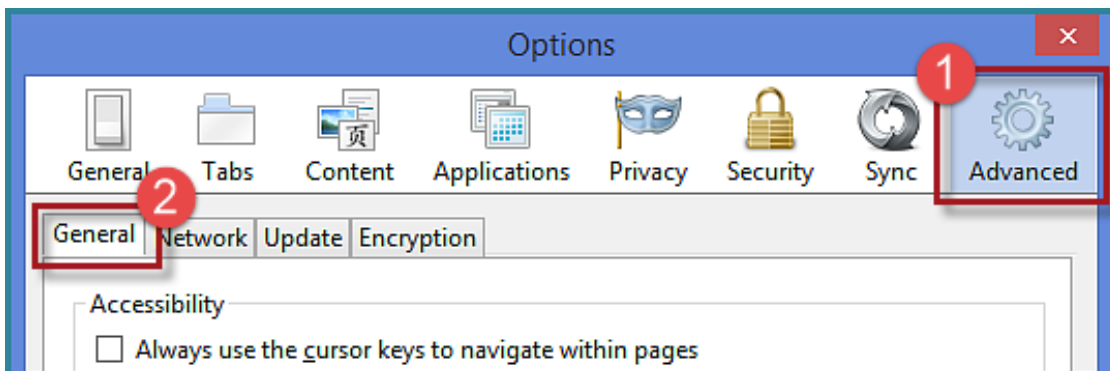 Options
×
1
页
General Tabs Content Applications Privacy Security Sync Advanced
2
General Network Update Encryption
Accessibility
Always use the cursor keys to navigate within pages